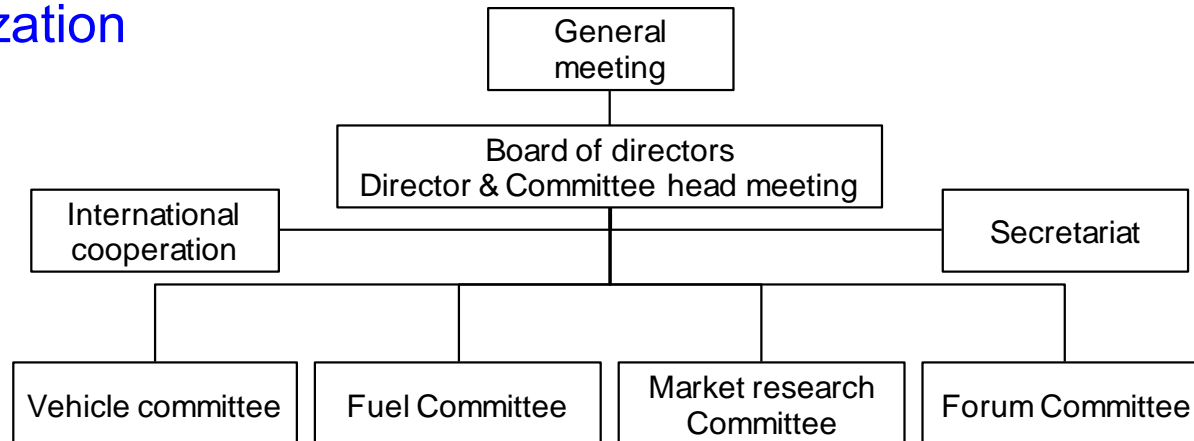 zation
General
meeting
Board of directors
Director & Committee head meeting
International
cooperation
Secretariat
Vehicle committee
Fuel Committee
Market research
Committee
Forum Committee